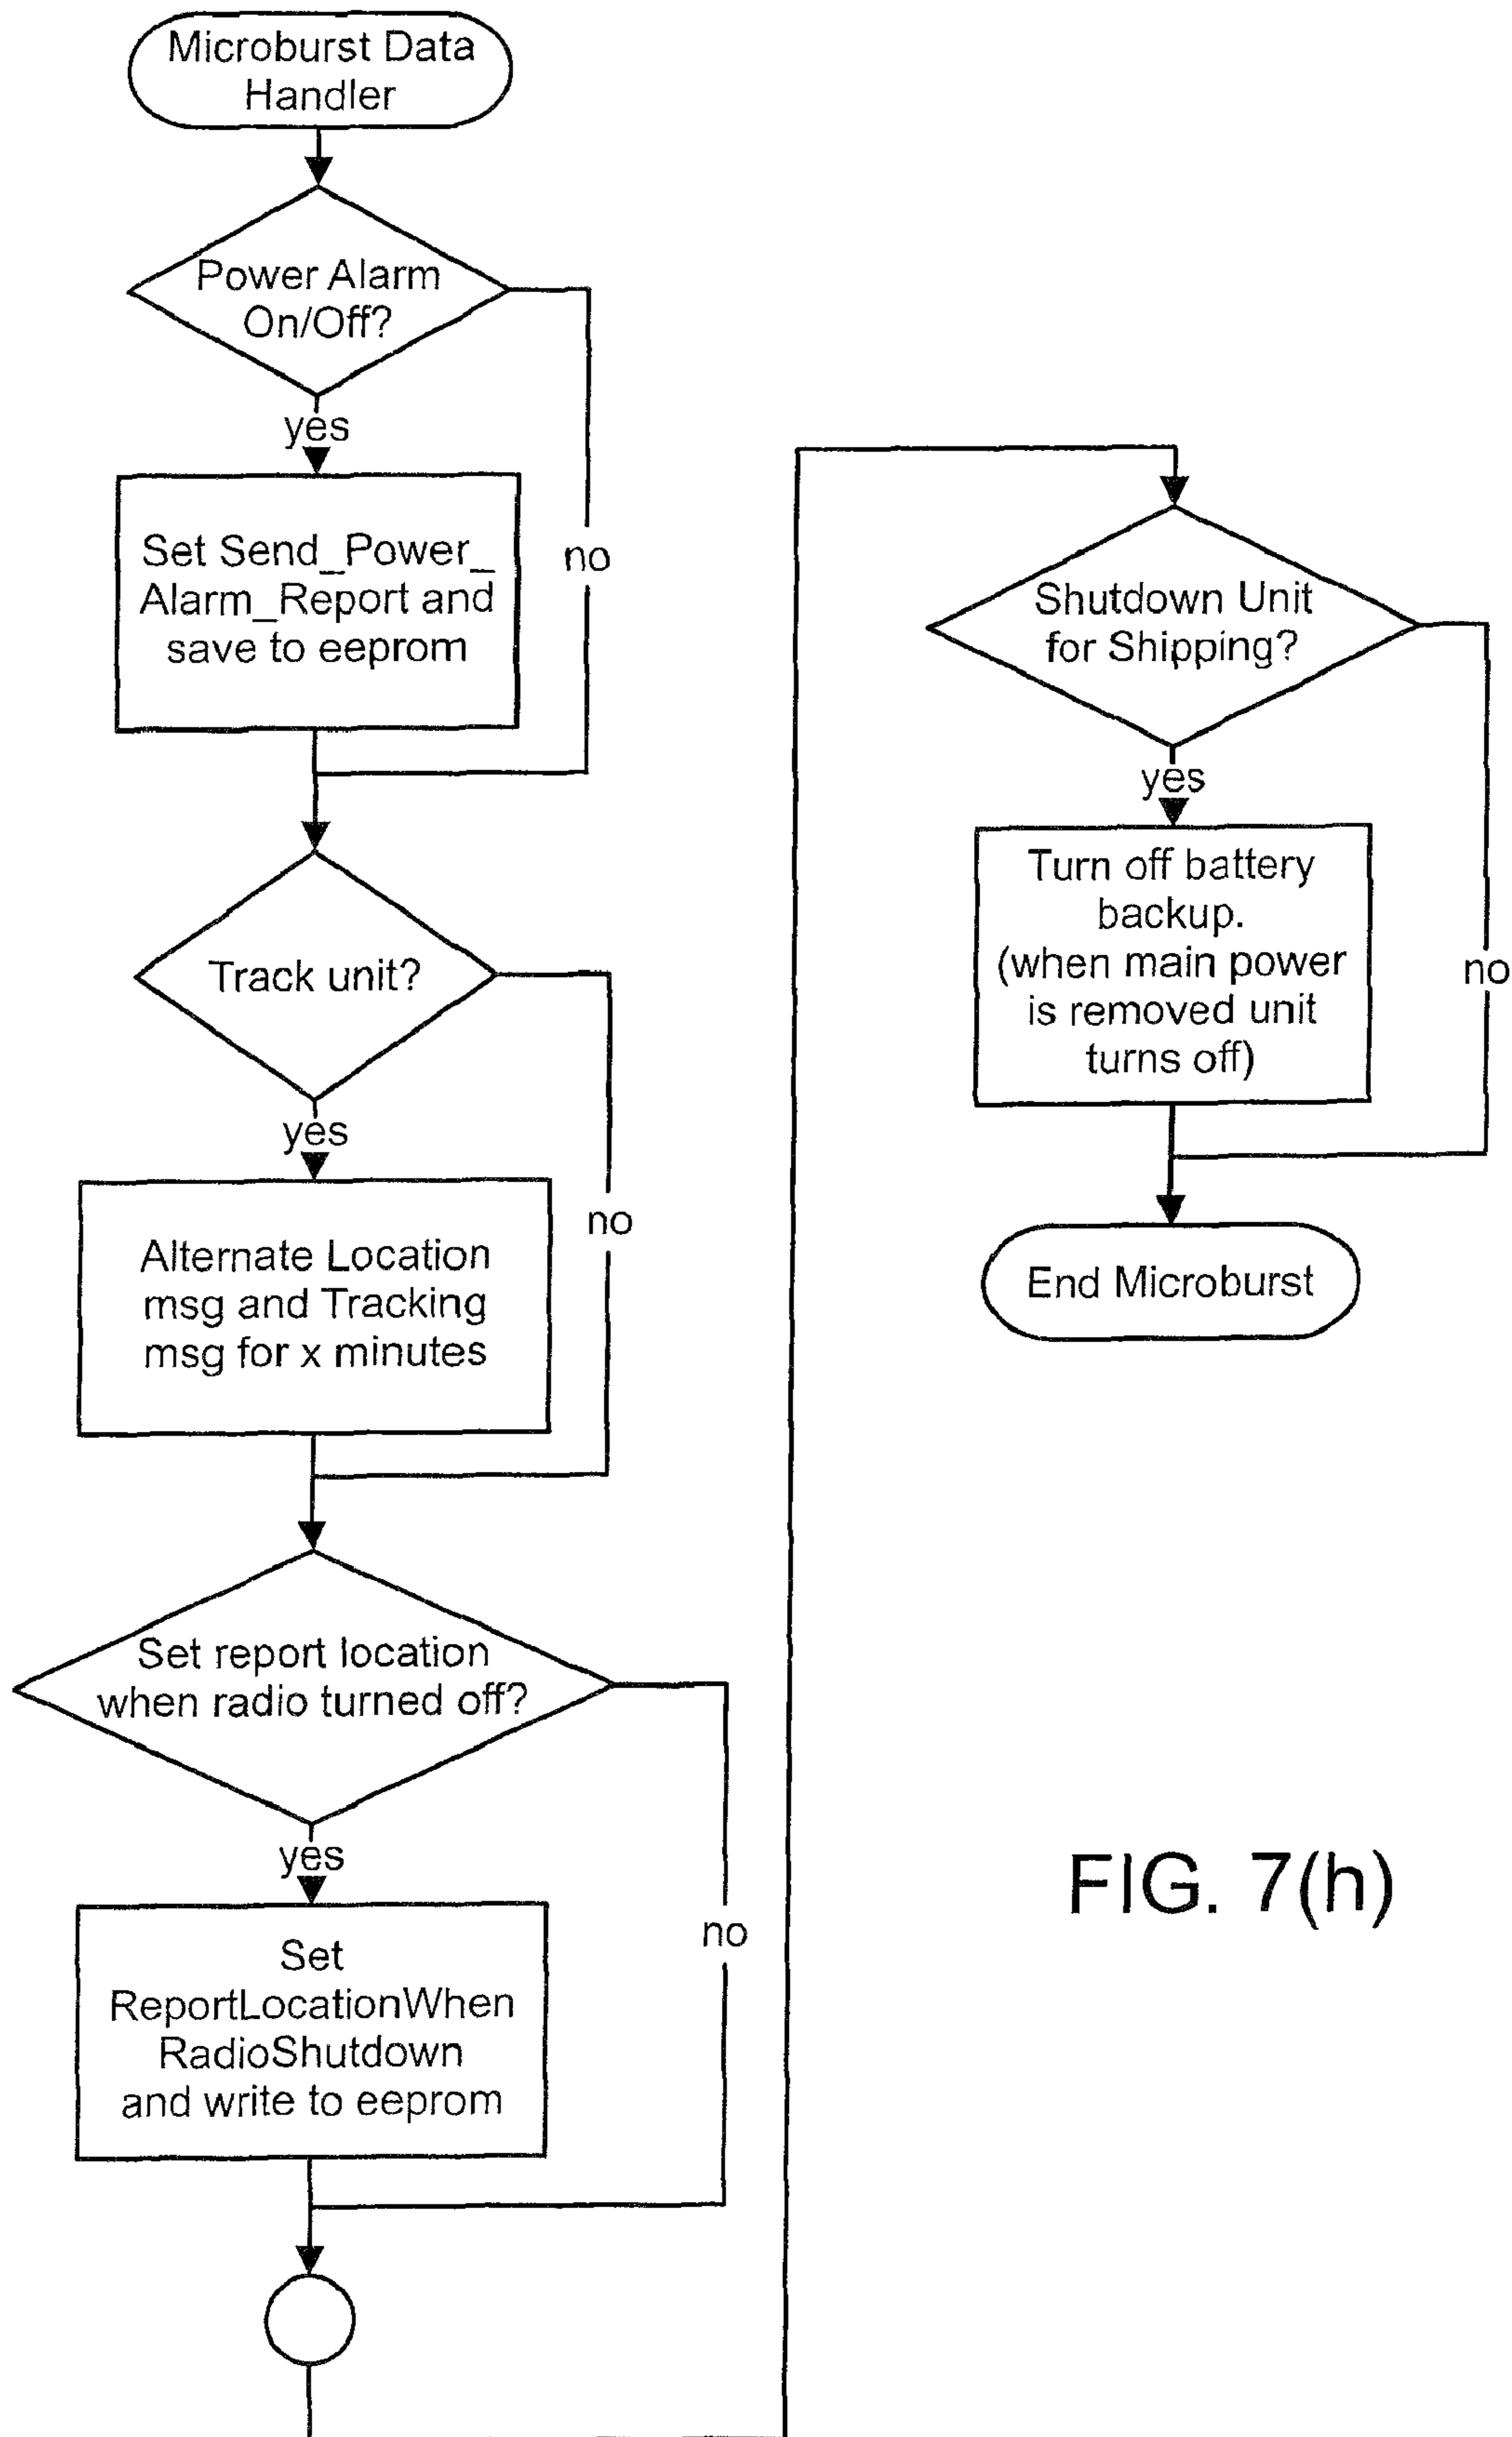 Microburst Data
Handler
Power Alarm
On/Off?
yes
no
Set Send_Power_
Alarm_Report and
save to eeprom
Track unit?
yes
no
Alternate Location
msg and Tracking
msg for x minutes
Set report location
when radio turned off?
yes
no
Set
ReportLocationWhen
RadioShutdown
and write to eeprom
Shutdown Unit
for Shipping?
yes
no
Turn off battery
backup.
(when main power
is removed unit
turns off)
End Microburst
FIG. 7(h)